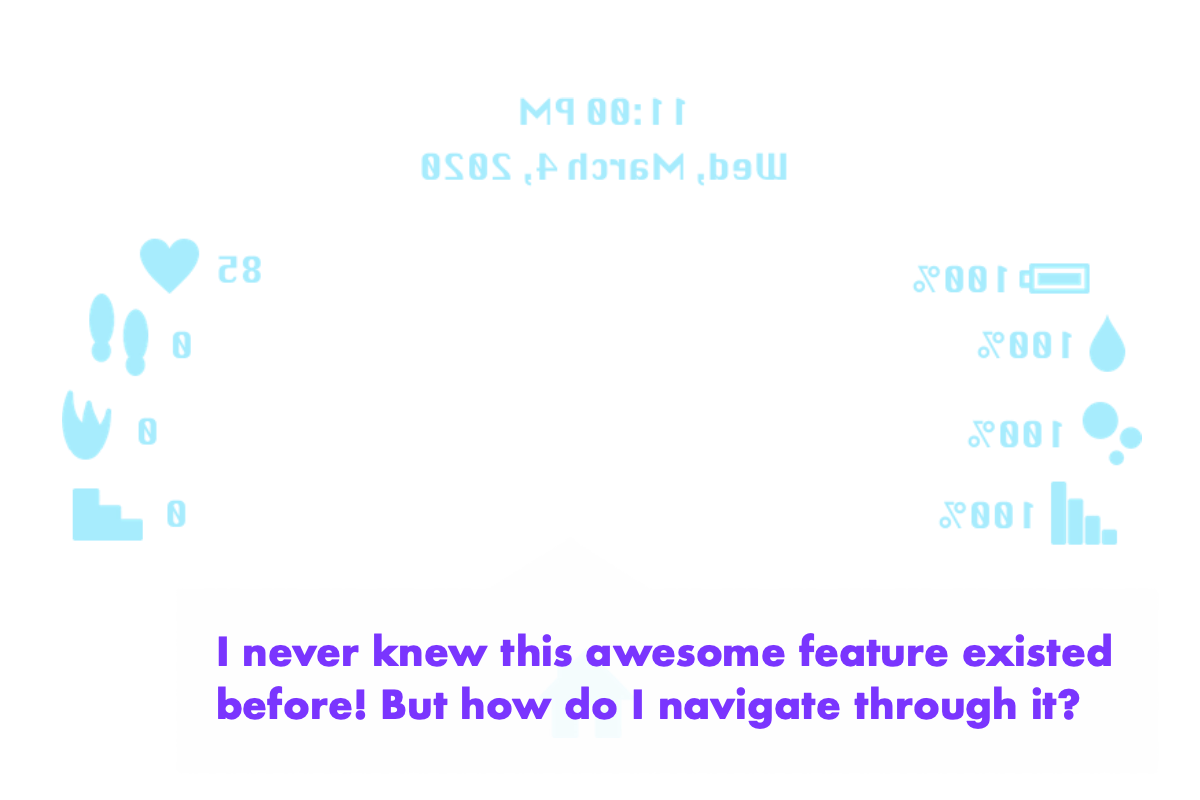 11:00 PM
Wed, March 4, 2020
85
100%
0
100%
0
100%
0
100%
I never knew this awesome feature existed
before! But how do I navigate through it?